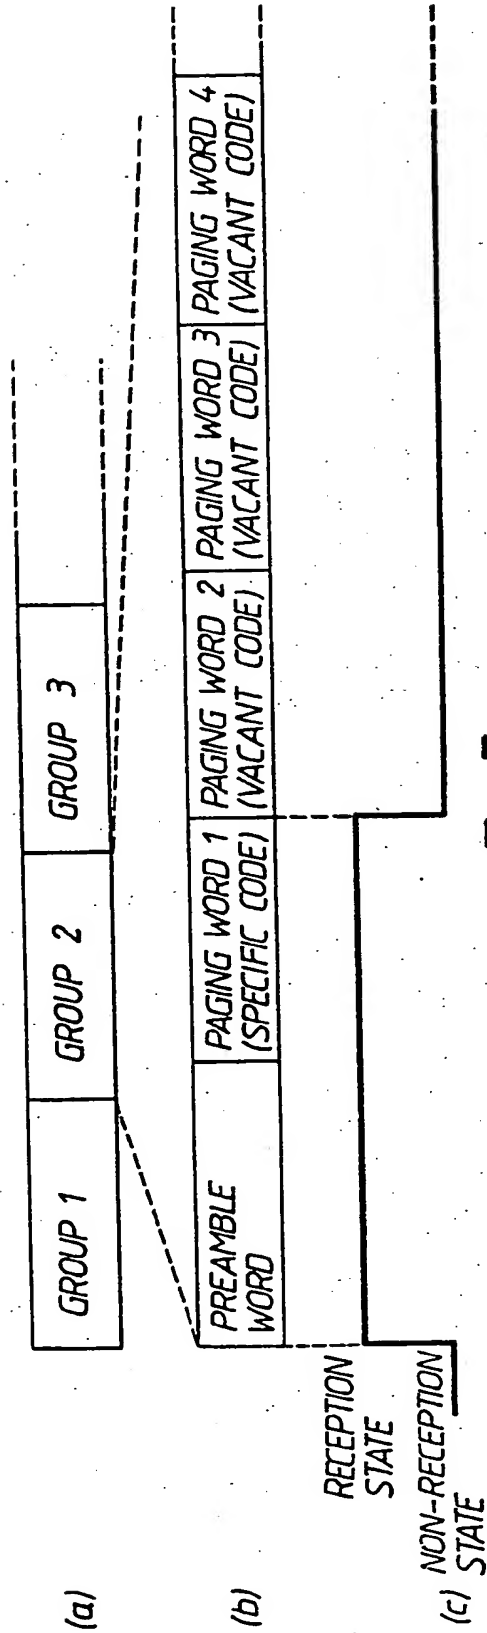 (a)
GROUP 1
GROUP 2
GROUP 3
(b)
PREAMBLE
WORD
PAGING WORD 1
(SPECIFIC CODE)
PAGING WORD 2
(VACANT CODE)
PAGING WORD 3
(VACANT CODE)
PAGING WORD 4
(VACANT CODE)
RECEPTION
STATE
(c) NON-RECEPTION
STATE